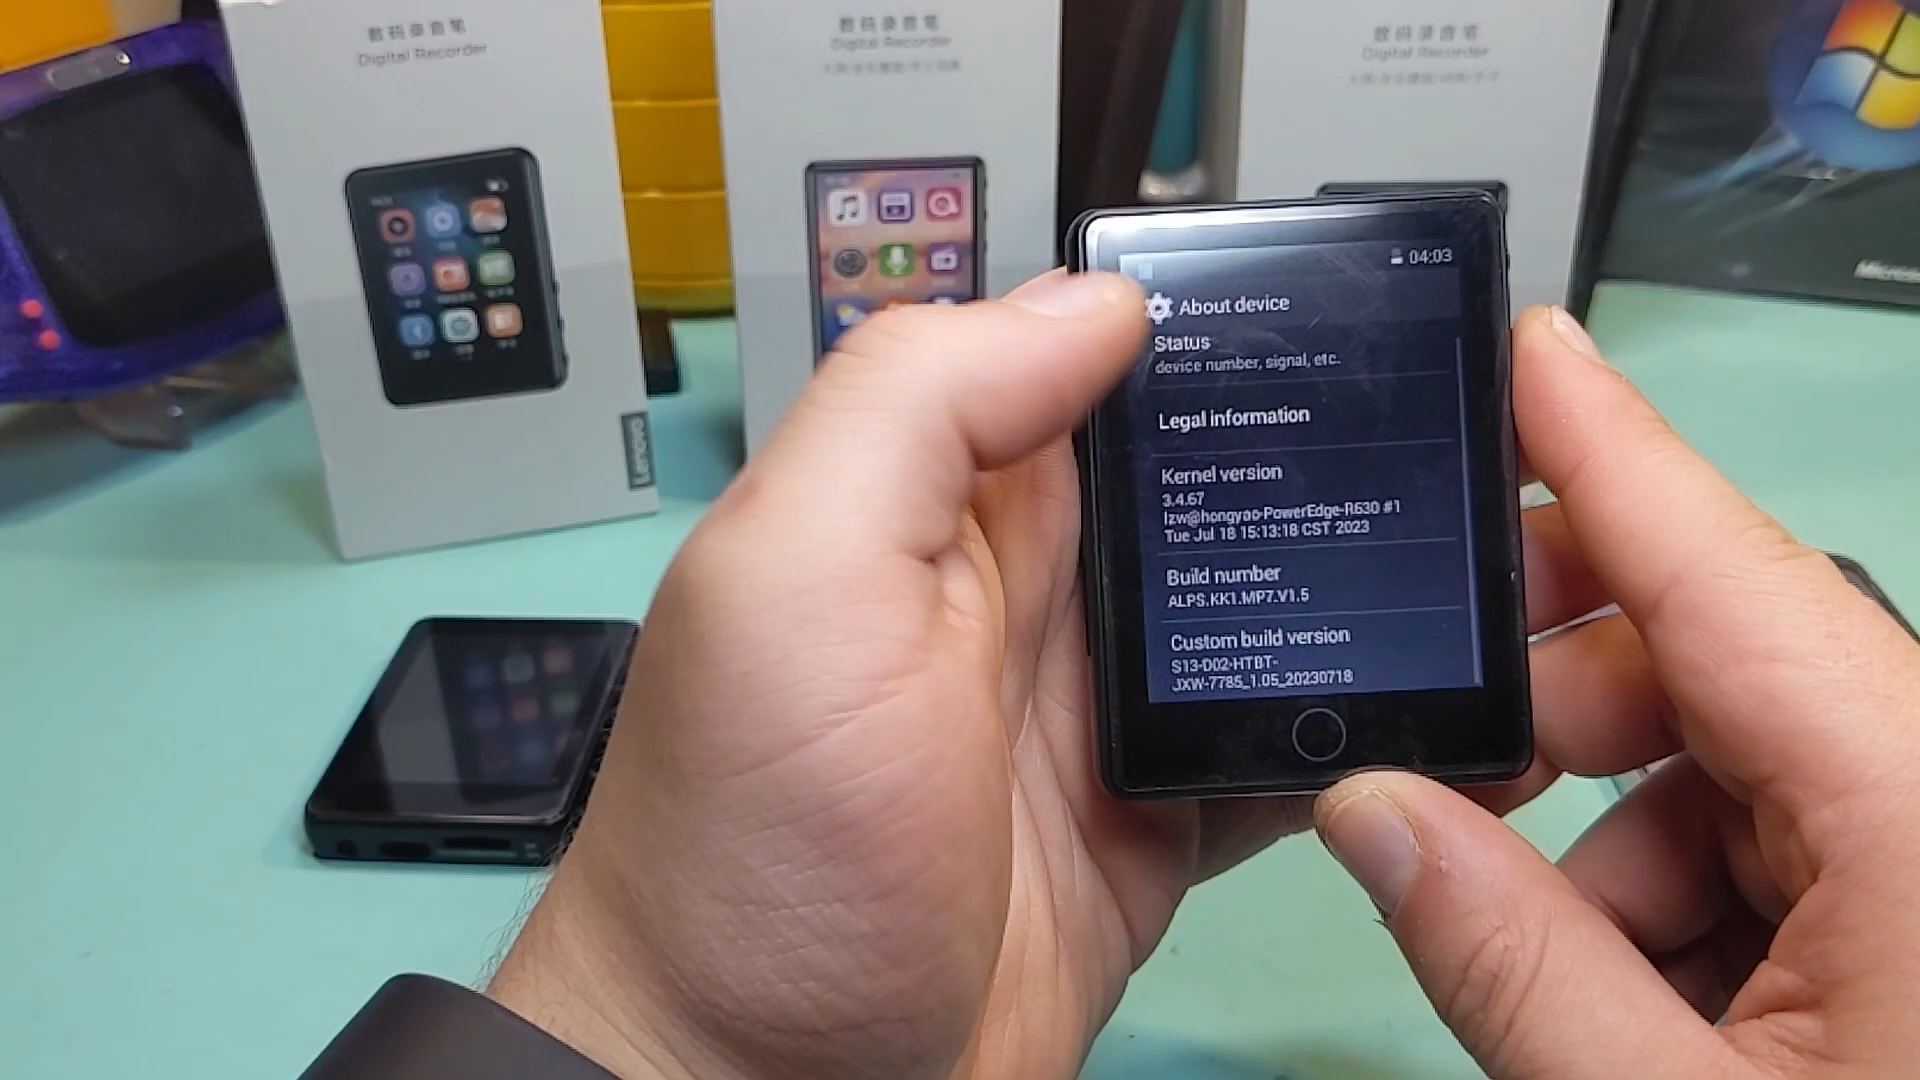 数码录音笔
Digital Recorder
Lenovo
数码录音笔
Digital Recorder
数码录音笔
Digital Recorder
04:03
About device
Status
device number, signal, etc.
Legal information
Kernel version
3.4.67
lzw@hongyao-PowerEdge-R630 #1
Tue Jul 18 15:13:18 CST 2023
Build number
ALPS.KK1.MP7.V1.5
Custom build version
S13-D02-HTBT-
JXW-7785_1.05_20230718